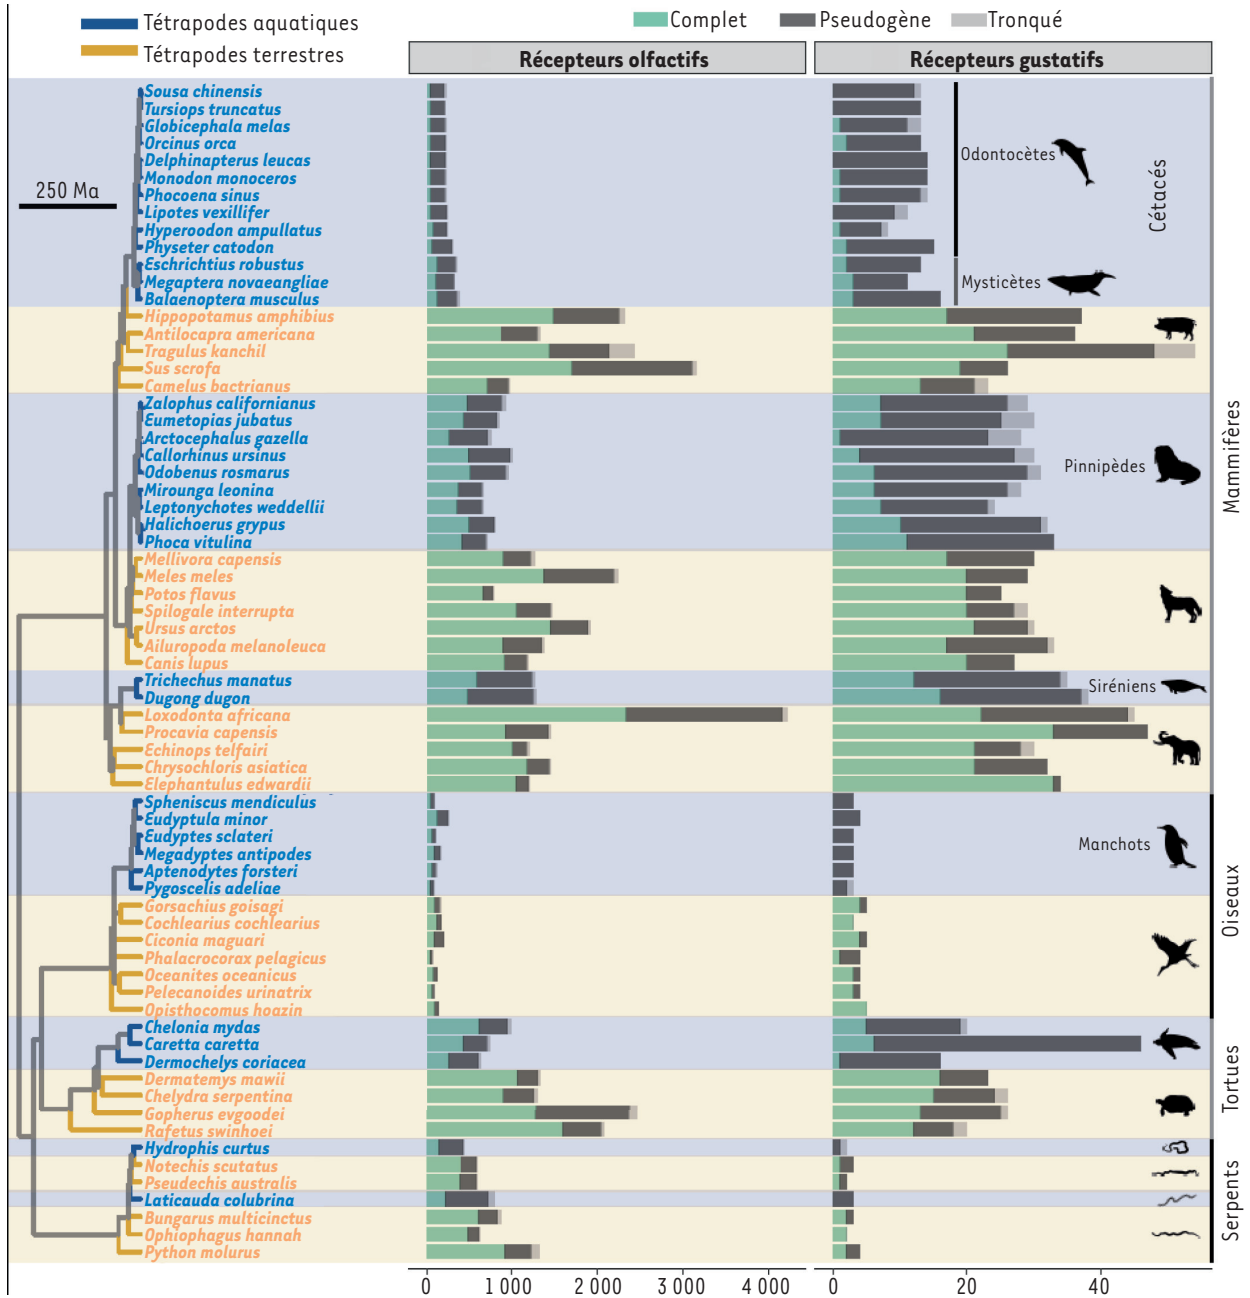 Tétrapodes aquatiques
Tétrapodes terrestres
Complet
Pseudogène
Tronqué
Récepteurs olfactifs
Récepteurs gustatifs
250 Ma
Sousa chinensis
Tursiops truncatus
Globicephala melas
Orcinus orca
Delphinapterus leucas
Monodon monoceros
Phocoena sinus
Lipotes vexillifer
Hyperoodon ampullatus
Physeter catodon
Eschrichtius robustus
Megaptera novaeangliae
Balaenoptera musculus
Hippopotamus amphibius
Antilocapra americana
Tragulus kanchil
Sus scrofa
Camelus bactrianus
Zalophus californianus
Eumetopias jubatus
Arctocephalus gazella
Callorhinus ursinus
Odobenus rosmarus
Mirounga leonina
Leptonychotes weddellii
Halichoerus grypus
Phoca vitulina
Mellivora capensis
Meles meles
Potos flavus
Spilogale interrupta
Ursus arctos
Ailuropoda melanoleuca
Canis lupus
Trichechus manatus
Dugong dugon
Loxodonta africana
Procavia capensis
Echinops telfairi
Chrysochloris asiatica
Elephantulus edwardii
Spheniscus mendiculus
Eudyptula minor
Eudyptes sclateri
Megadyptes antipodes
Aptenodytes forsteri
Pygoscelis adeliae
Gorsachius goisagi
Cochlearius cochlearius
Ciconia maguari
Phalacrocorax pelagicus
Oceanites oceanicus
Pelecanoides urinatrix
Opisthocomus hoazin
Chelonia mydas
Caretta caretta
Dermochelys coriacea
Dermatemys mawii
Chelydra serpentina
Gopherus evgoodei
Rafetus swinhoei
Hydrophis curtus
Notechis scutatus
Pseudechis australis
Laticauda colubrina
Bungarus multicinctus
Ophiophagus hannah
Python molurus
Odontocètes
Mysticètes
Cétacés
Pinnipèdes
Siréniens
Manchots
Mammifères
Oiseaux
Tortues
Serpents
0
1 000
2 000
3 000
4 000
0
20
40